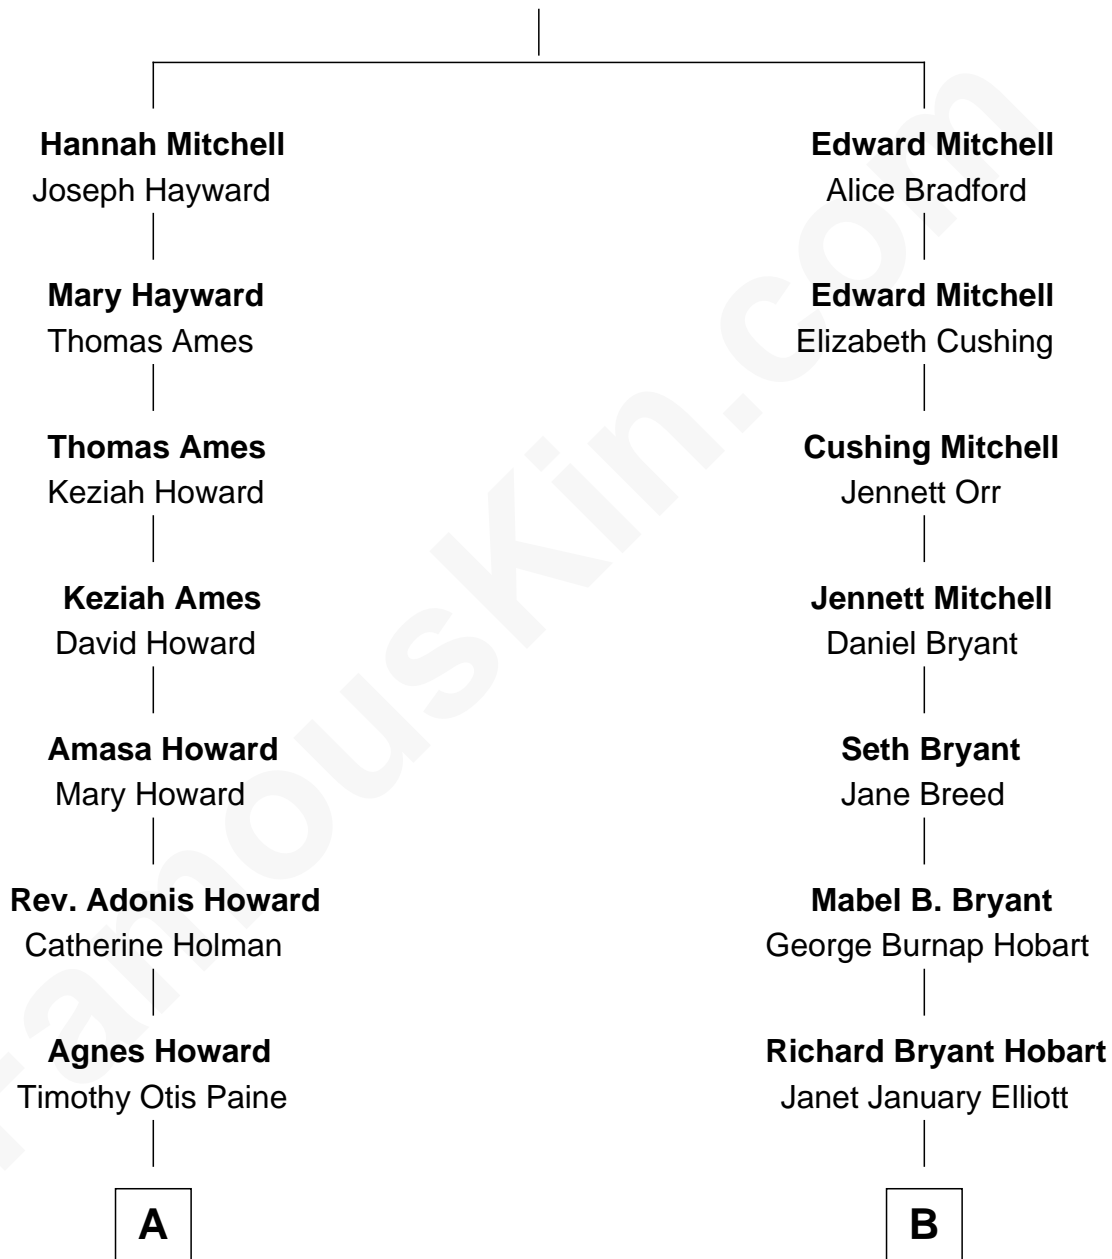 Hannah Mitchell
Joseph Hayward
Mary Hayward
Thomas Ames
Thomas Ames
Keziah Howard
Keziah Ames
David Howard
Amasa Howard
Mary Howard
Rev. Adonis Howard
Catherine Holman
Agnes Howard
Timothy Otis Paine
A
Edward Mitchell
Alice Bradford
Edward Mitchell
Elizabeth Cushing
Cushing Mitchell
Jennett Orr
Jennett Mitchell
Daniel Bryant
Seth Bryant
Jane Breed
Mabel B. Bryant
George Burnap Hobart
Richard Bryant Hobart
Janet January Elliott
B
FamousKin.com